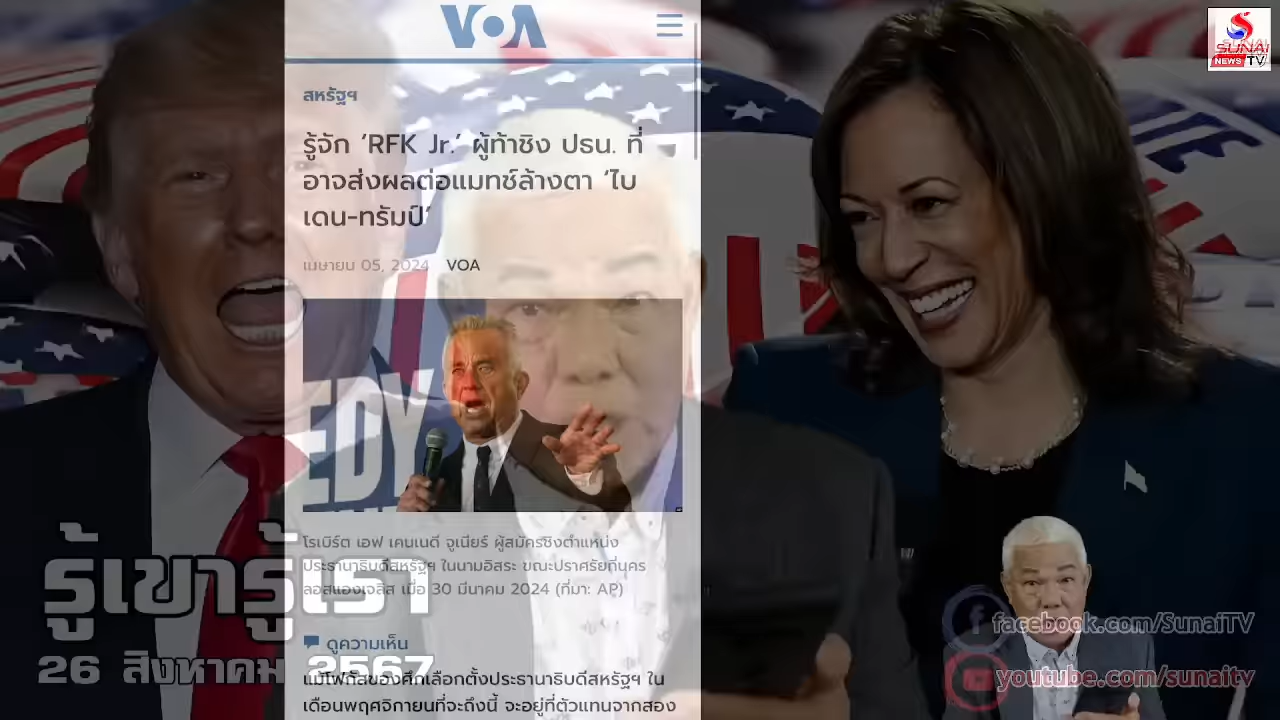 VOA
SUNAI
NEWS TV
สหรัฐฯ
รู้จัก ‘RFK Jr.’ ผู้ท้าชิง ปธน. ที่
อาจส่งผลต่อแมทช์ล้างตา ‘ไบ
เดน-ทรัมป์’
เมษายน 05, 2024 VOA
EDY
โรเบิร์ต เอฟ เคนเนดี จูเนียร์ ผู้สมัครชิงตำแหน่ง
ประธานาธิบดีสหรัฐฯ ในนามอิสระ ขณะปราศรัยที่นคร
ลอสแองเจลิส เมื่อ 30 มีนาคม 2024 (ที่มา: AP)
ดูความเห็น
แม้โฟกัสของศึกเลือกตั้งประธานาธิบดีสหรัฐฯ ใน
เดือนพฤศจิกายนที่จะถึงนี้ จะอยู่ที่ตัวแทนจากสอง
รู้เขารู้เรา
26 สิงหาคม 2567
facebook.com/SunaiTV
youtube.com/sunaitv